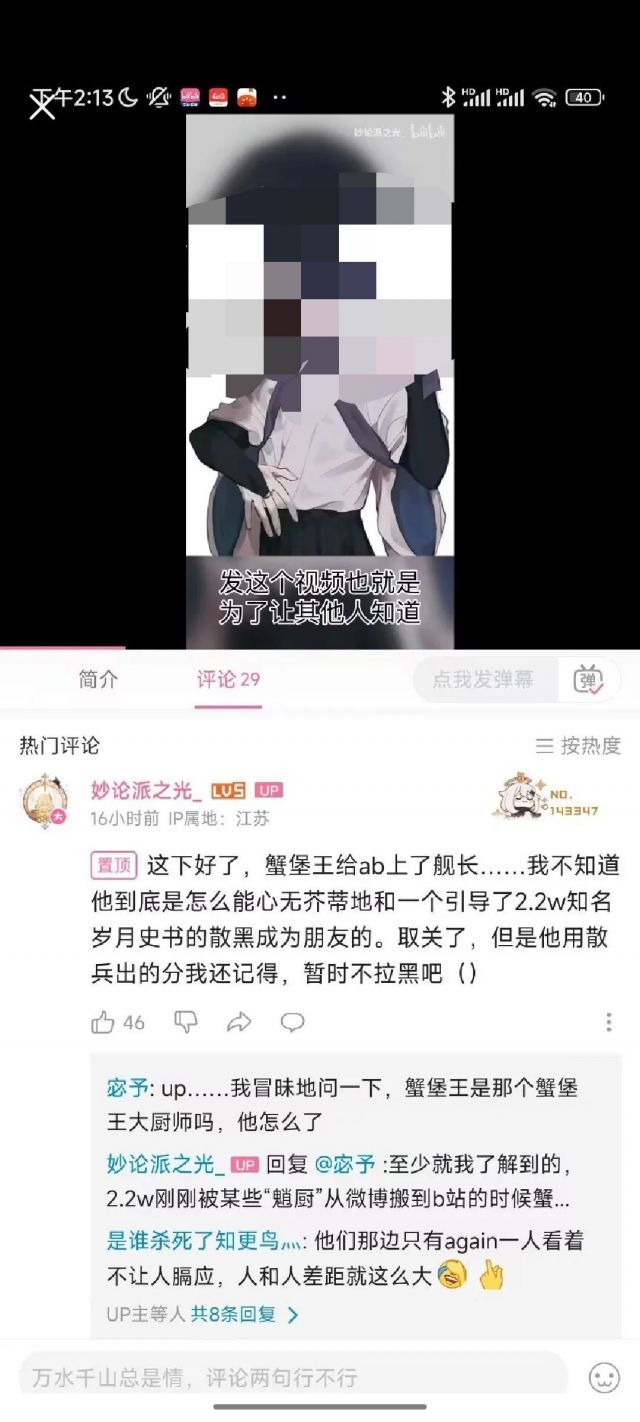 下午2:13
40
妙论派之光_ bilibili
发这个视频也就是
为了让其他人知道
简介
评论 29
点我发弹幕
弹
热门评论
按热度
妙论派之光_ LV5 UP
NO.
143347
16小时前 IP属地：江苏
置顶 这下好了，蟹堡王给ab上了舰长……我不知道
他到底是怎么能心无芥蒂地和一个引导了2.2w知名
岁月史书的散黑成为朋友的。取关了，但是他用散
兵出的分我还记得，暂时不拉黑吧（）
46
宓予: up……我冒昧地问一下，蟹堡王是那个蟹堡
王大厨师吗，他怎么了
妙论派之光_ UP 回复 @宓予 :至少就我了解到的，
2.2w刚刚被某些“魈厨”从微博搬到b站的时候蟹...
是谁杀死了知更鸟灬: 他们那边只有again一人看着
不让人膈应，人和人差距就这么大
UP主等人 共8条回复
万水千山总是情，评论两句行不行